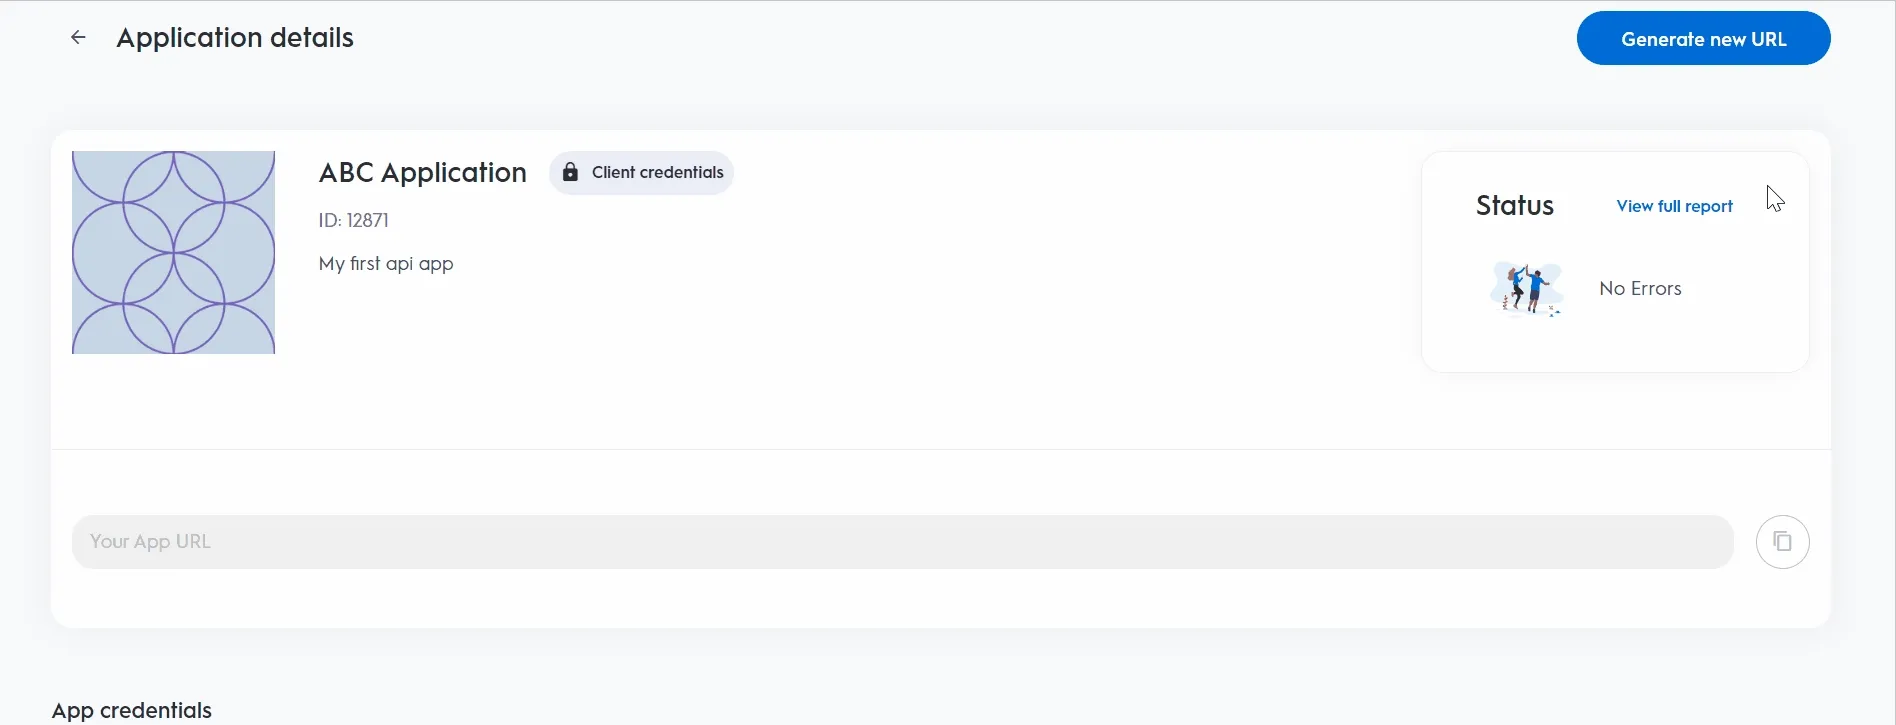 Application details
Generate new URL
ABC Application
Client credentials
ID: 12871
My first api app
Status
View full report
No Errors
Your App URL
App credentials